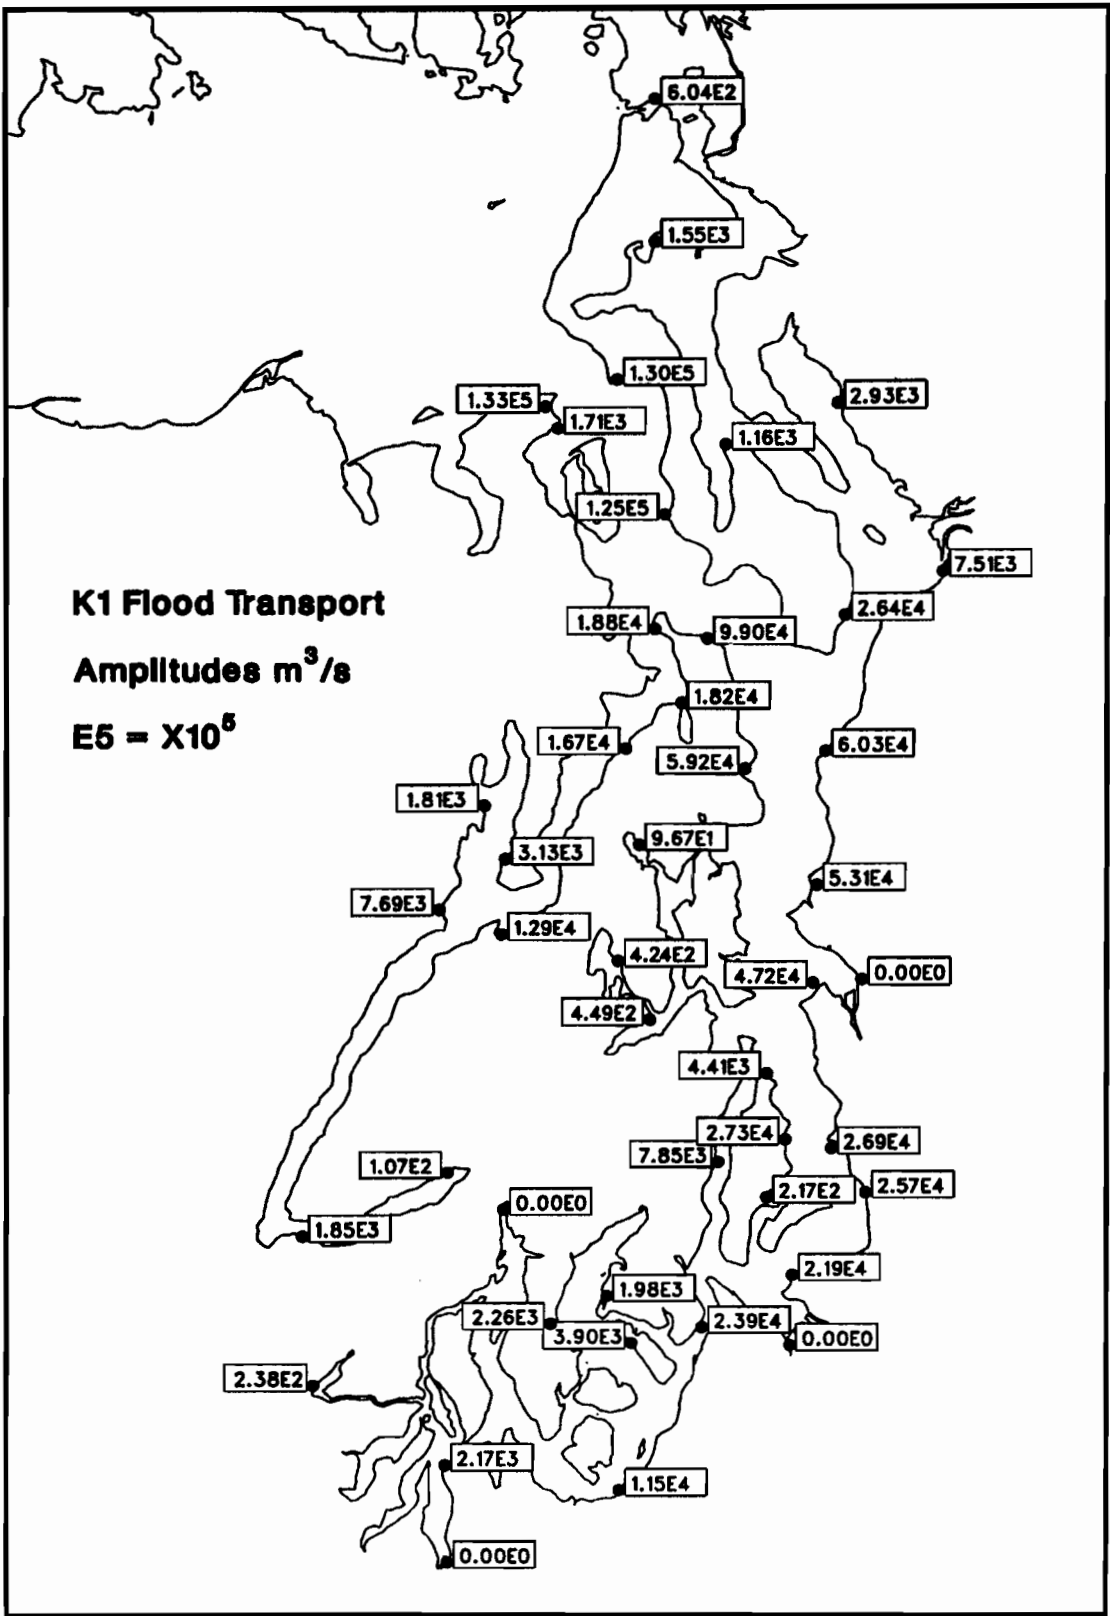 6.04E2
1.55E3
1.30E5
1.33E5
2.93E3
1.71E3
1.16E3
1.25E5
7.51E3
K1 Flood Transport
Amplitudes m³/s
E5 = X10⁵
2.64E4
1.88E4
9.90E4
1.82E4
1.67E4
6.03E4
5.92E4
1.81E3
9.67E1
3.13E3
5.31E4
7.69E3
1.29E4
4.24E2
4.72E4
0.00E0
4.49E2
4.41E3
2.73E4
2.69E4
7.85E3
1.07E2
2.17E2
2.57E4
0.00E0
1.85E3
2.19E4
1.98E3
2.26E3
2.39E4
3.90E3
0.00E0
2.38E2
2.17E3
1.15E4
0.00E0